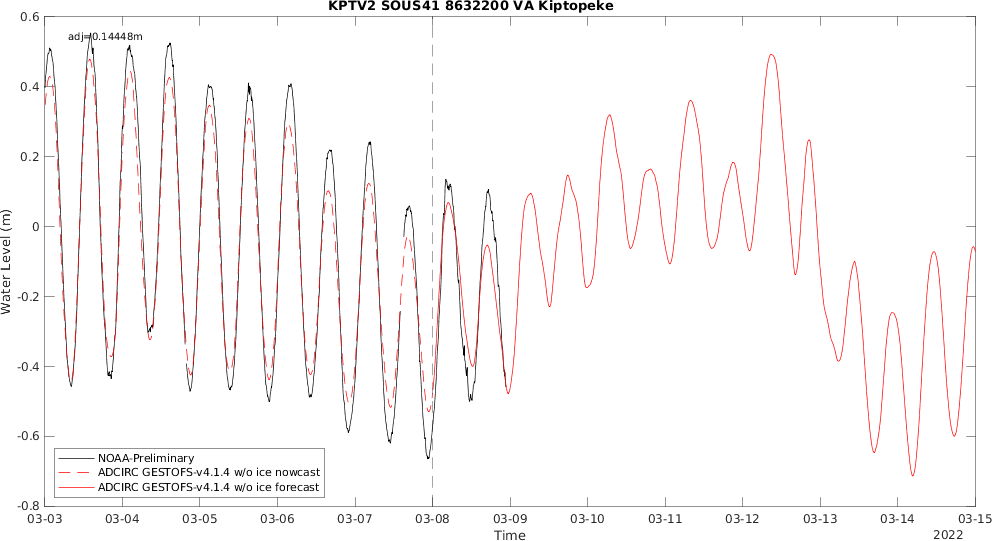 KPTV2 SOUS41 8632200 VA Kiptopeke
adj=0.14448m
0.6
0.4
0.2
0
-0.2
-0.4
-0.6
-0.8
Water Level (m)
NOAA-Preliminary
ADCIRC GESTOFS-v4.1.4 w/o ice nowcast
ADCIRC GESTOFS-v4.1.4 w/o ice forecast
03-03 03-04 03-05 03-06 03-07 03-08 03-09 03-10 03-11 03-12 03-13 03-14 03-15
Time
2022